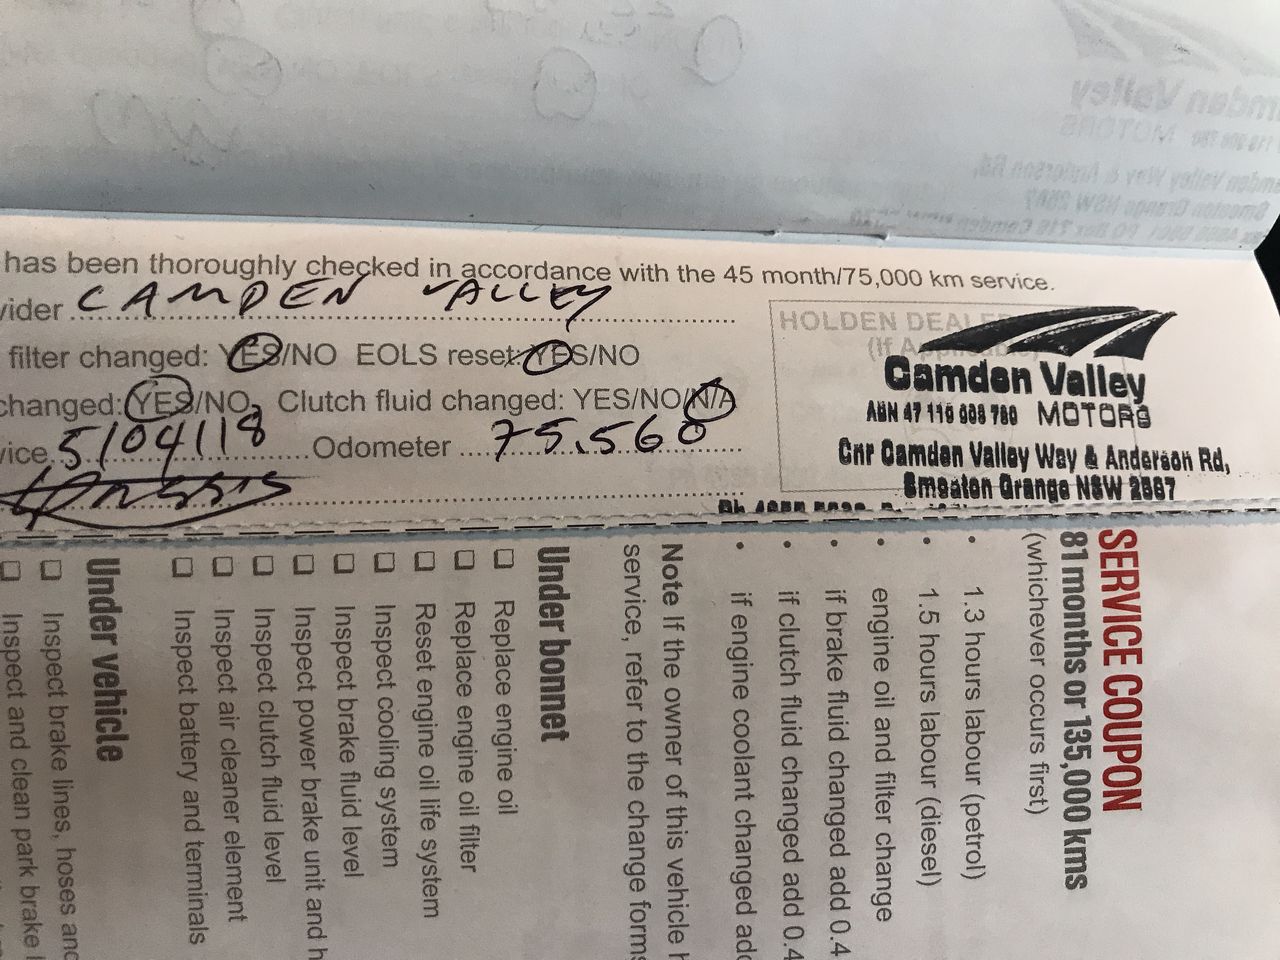 has been thoroughly checked in accordance with the 45 month/75,000 km service.
vider CAMDEN VALLEY
filter changed: YES/NO EOLS reset: YES/NO
changed: YES/NO Clutch fluid changed: YES/NO/N/A
vice 5/04/18 Odometer 75.560
HOLDEN DEALER
(If Applicable)
Camden Valley
ABN 47 119 008 780 MOTORS
Cnr Camden Valley Way & Anderson Rd,
Smeaton Grange NSW 2567
SERVICE COUPON
81 months or 135,000 kms
(whichever occurs first)
• 1.3 hours labour (petrol)
• 1.5 hours labour (diesel)
engine oil and filter change
• if brake fluid changed add 0.4
• if clutch fluid changed add 0.4
• if engine coolant changed add
Note If the owner of this vehicle h
service, refer to the change forms
Under bonnet
Replace engine oil
Replace engine oil filter
Reset engine oil life system
Inspect cooling system
Inspect brake fluid level
Inspect power brake unit and h
Inspect clutch fluid level
Inspect air cleaner element
Inspect battery and terminals
Under vehicle
Inspect brake lines, hoses and
Inspect and clean park brake l